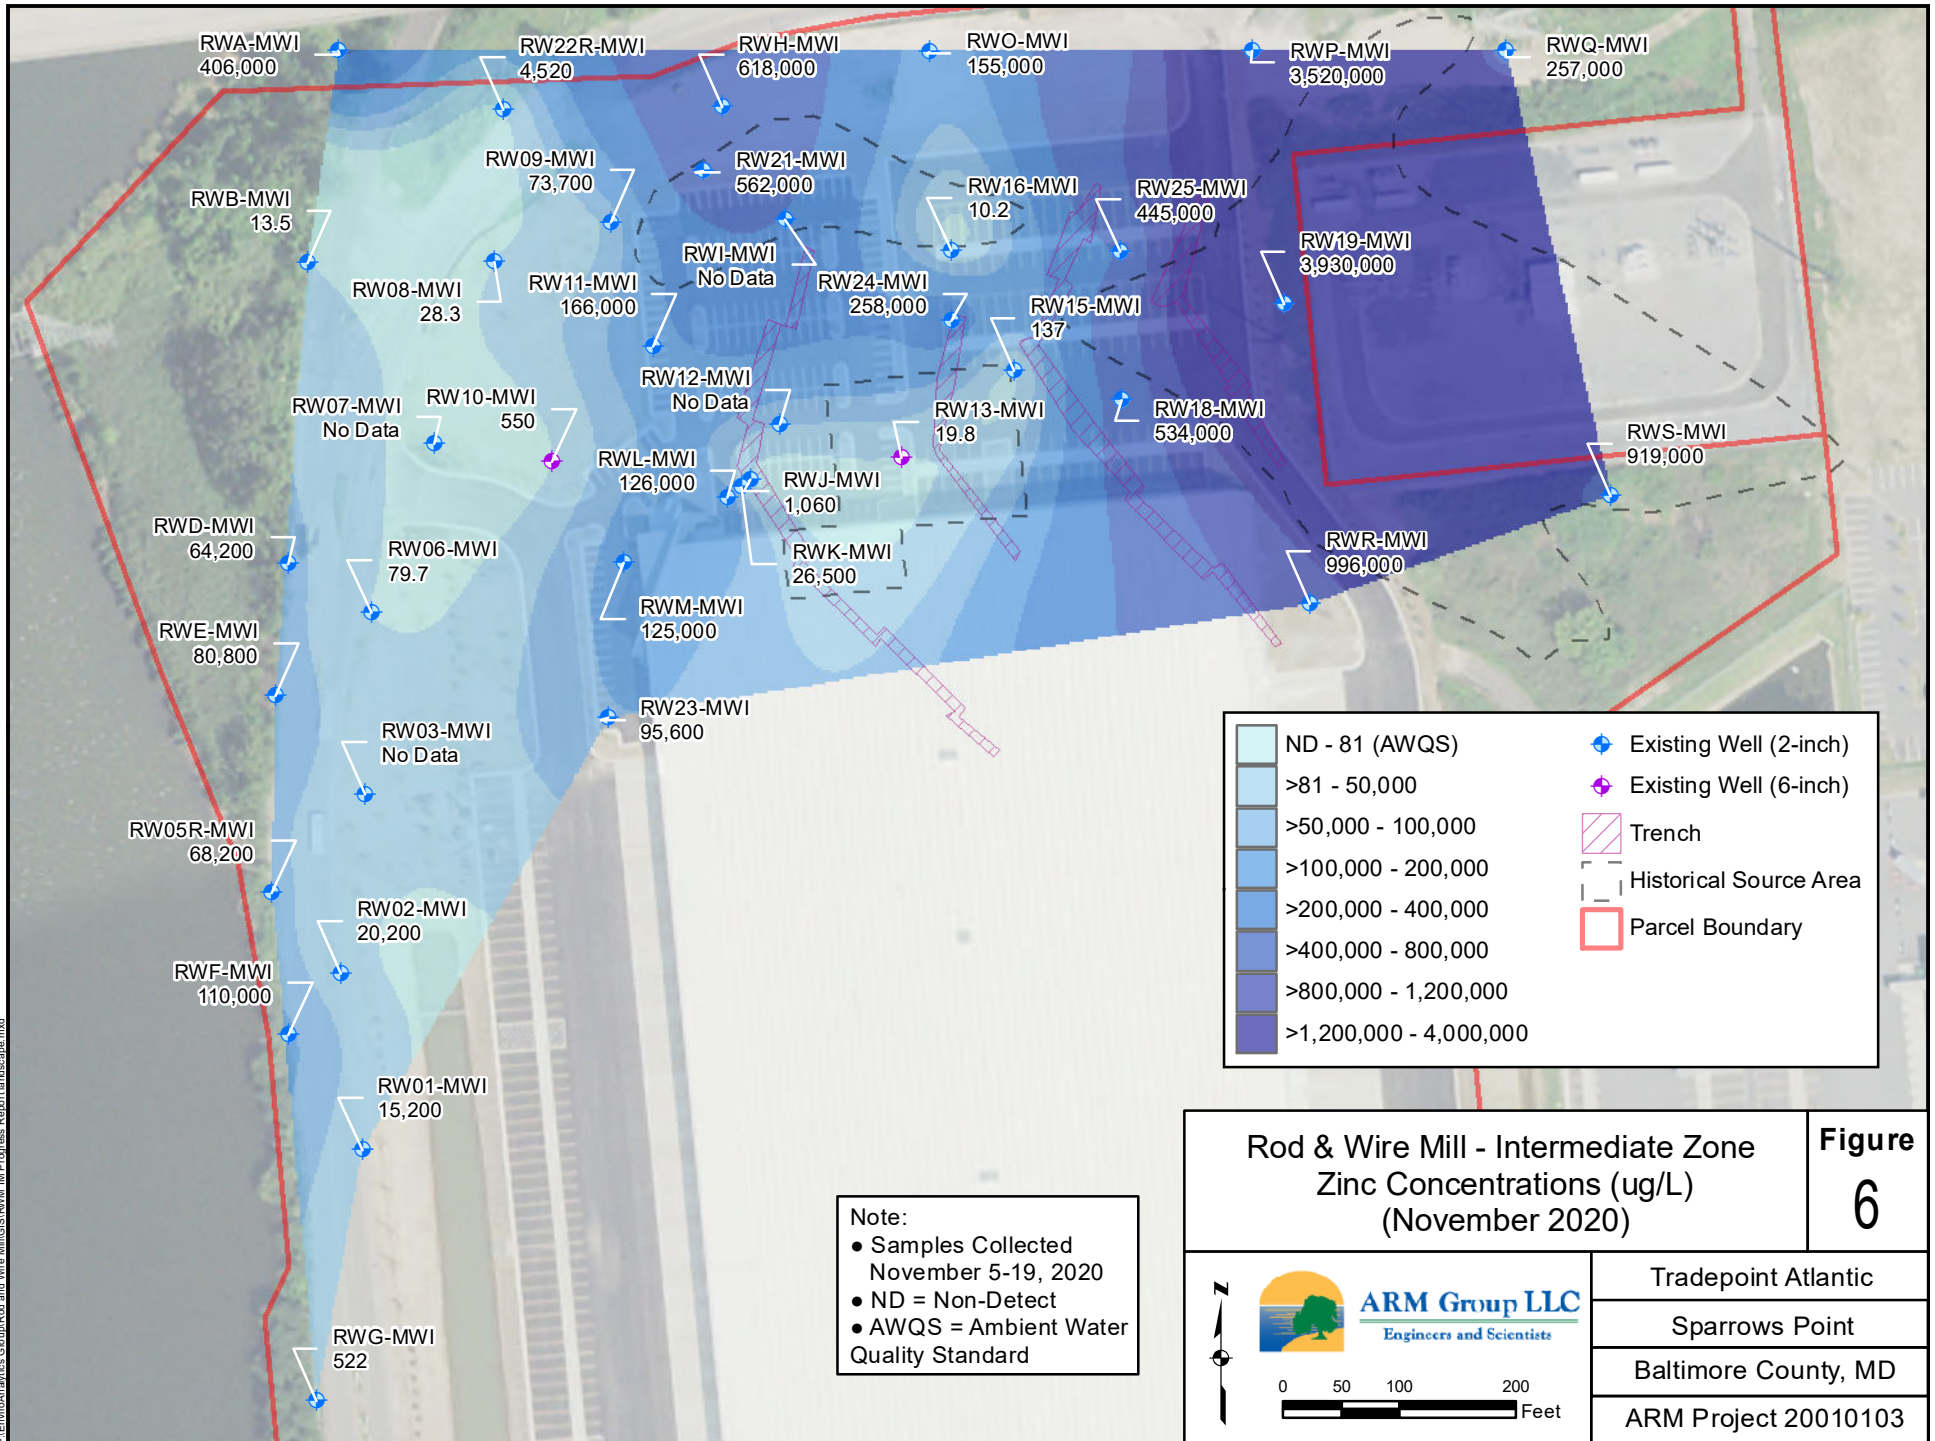 RWA-MWI
406,000
RW22R-MWI
4,520
RWH-MWI
618,000
RWO-MWI
155,000
RWP-MWI
3,520,000
RWQ-MWI
257,000
RW09-MWI
73,700
RW21-MWI
562,000
RWB-MWI
13.5
RW16-MWI
10.2
RW25-MWI
445,000
RW19-MWI
3,930,000
RWI-MWI
No Data
RW08-MWI
28.3
RW11-MWI
166,000
RW24-MWI
258,000
RW15-MWI
137
RW12-MWI
No Data
RW07-MWI
No Data
RW10-MWI
550
RW13-MWI
19.8
RW18-MWI
534,000
RWS-MWI
919,000
RWL-MWI
126,000
RWJ-MWI
1,060
RWD-MWI
64,200
RW06-MWI
79.7
RWK-MWI
26,500
RWR-MWI
996,000
RWE-MWI
80,800
RWM-MWI
125,000
RW23-MWI
95,600
RW03-MWI
No Data
RW05R-MWI
68,200
RW02-MWI
20,200
RWF-MWI
110,000
RW01-MWI
15,200
RWG-MWI
522
ND - 81 (AWQS)
>81 - 50,000
>50,000 - 100,000
>100,000 - 200,000
>200,000 - 400,000
>400,000 - 800,000
>800,000 - 1,200,000
>1,200,000 - 4,000,000
Existing Well (2-inch)
Existing Well (6-inch)
Trench
Historical Source Area
Parcel Boundary
Note:
● Samples Collected
November 5-19, 2020
● ND = Non-Detect
● AWQS = Ambient Water
Quality Standard
Rod & Wire Mill - Intermediate Zone
Zinc Concentrations (ug/L)
(November 2020)
Figure
6
N
ARM Group LLC
Engineers and Scientists
0 50 100 200
Feet
Tradepoint Atlantic
Sparrows Point
Baltimore County, MD
ARM Project 20010103